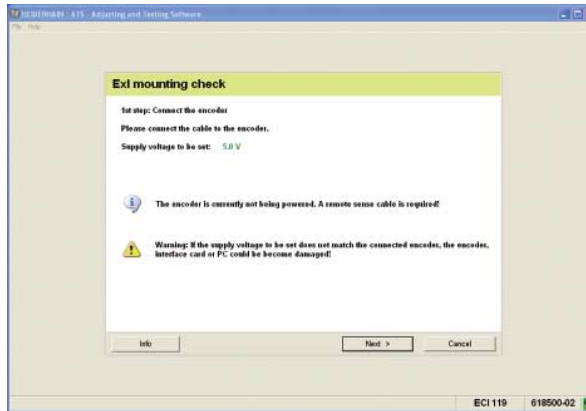 HEIDENHAIN : ATS - Adjusting and Testing Software
File Help
ExI mounting check
1st step: Connect the encoder
Please connect the cable to the encoder.
Supply voltage to be set: 5.0 V
The encoder is currently not being powered. A remote sense cable is required!
Warning: If the supply voltage to be set does not match the connected encoder, the encoder,
interface card or PC could be become damaged!
Info Next > Cancel
ECI 119 618500-02